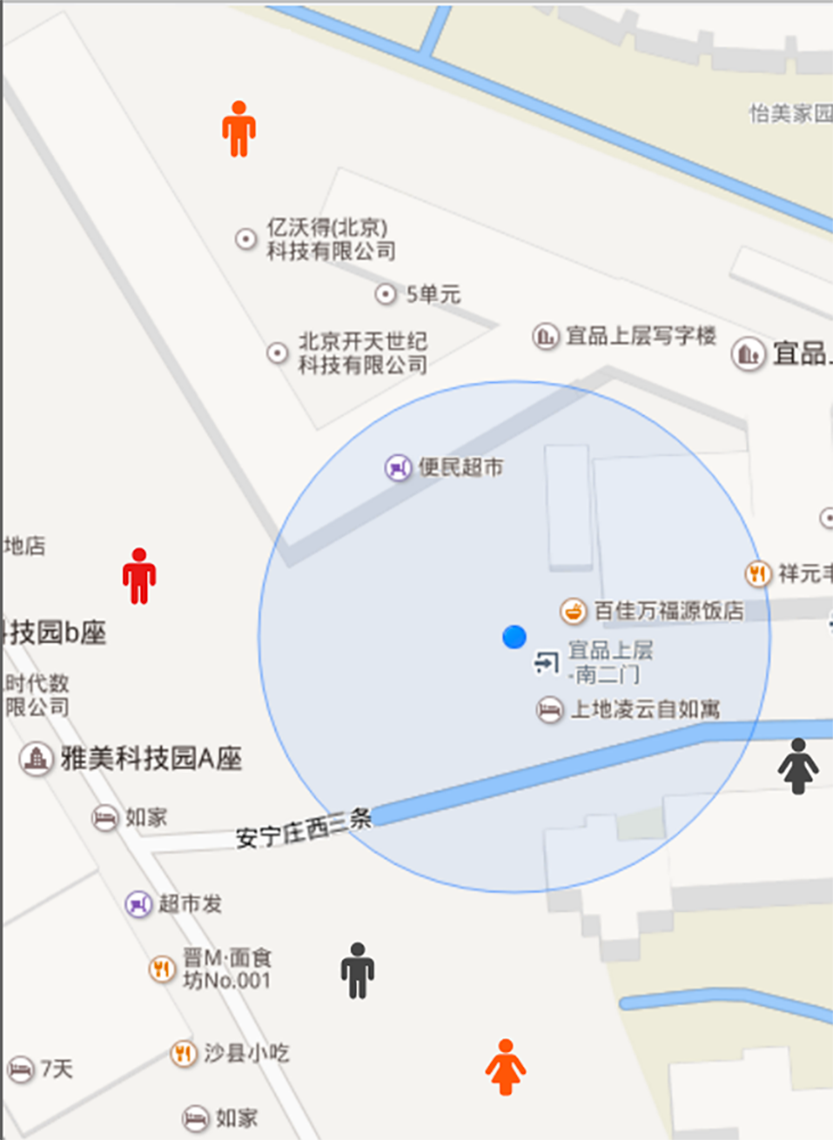 怡美家园
亿沃得(北京)
科技有限公司
5单元
北京开天世纪
科技有限公司
宜品上层写字楼
宜品上
便民超市
地店
祥元丰
科技园b座
百佳万福源饭店
宜品上层
-南二门
时代数
限公司
上地凌云自如寓
雅美科技园A座
如家
安宁庄西三条
超市发
晋M·面食
坊No.001
沙县小吃
7天
如家